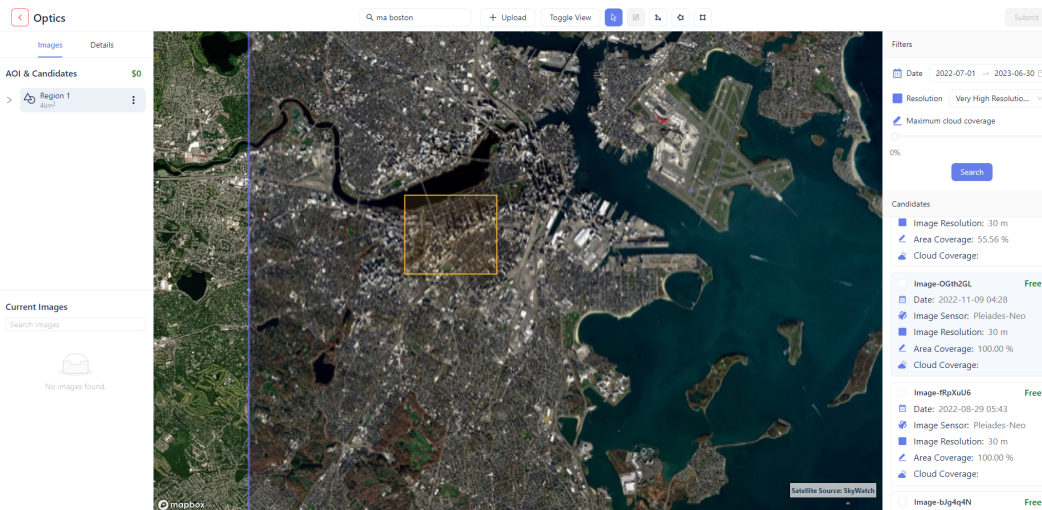 Optics
ma boston
Upload
Toggle View
Submit
Images
Details
AOI & Candidates
$0
Region 1
4km²
Current Images
Search images
No images found.
mapbox
Satellite Source: SkyWatch
Filters
Date
2022-07-01 → 2023-06-30
Resolution
Very High Resolutio...
Maximum cloud coverage
0%
Search
Candidates
Image Resolution: 30 m
Area Coverage: 55.56 %
Cloud Coverage:
Image-OGth2GL
Free
Date: 2022-11-09 04:28
Image Sensor: Pleiades-Neo
Image Resolution: 30 m
Area Coverage: 100.00 %
Cloud Coverage:
Image-fRpXuU6
Free
Date: 2022-08-29 05:43
Image Sensor: Pleiades-Neo
Image Resolution: 30 m
Area Coverage: 100.00 %
Cloud Coverage:
Image-bJg4q4N
Free